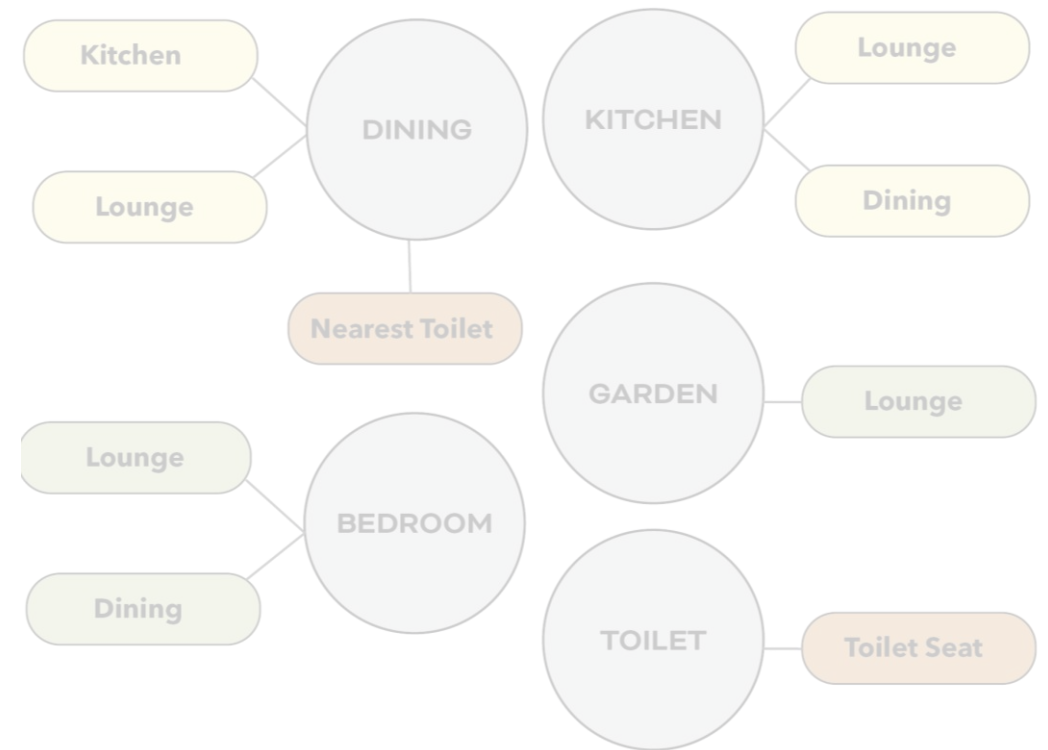 Kitchen
DINING
Lounge
Nearest Toilet
KITCHEN
Lounge
Dining
GARDEN
Lounge
Lounge
BEDROOM
Dining
TOILET
Toilet Seat